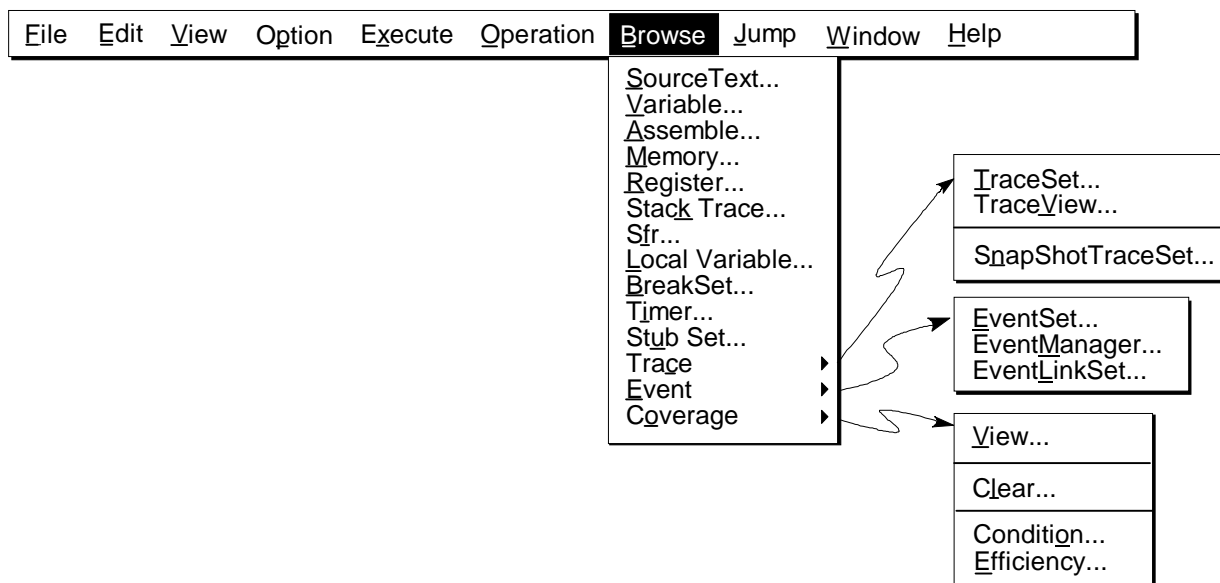 File Edit View Option Execute Operation Browse Jump Window Help
SourceText...
Variable...
Assemble...
Memory...
Register...
Stack Trace...
Sfr...
Local Variable...
BreakSet...
Timer...
Stub Set...
Trace
Event
Coverage
TraceSet...
TraceView...
SnapShotTraceSet...
EventSet...
EventManager...
EventLinkSet...
View...
Clear...
Condition...
Efficiency...